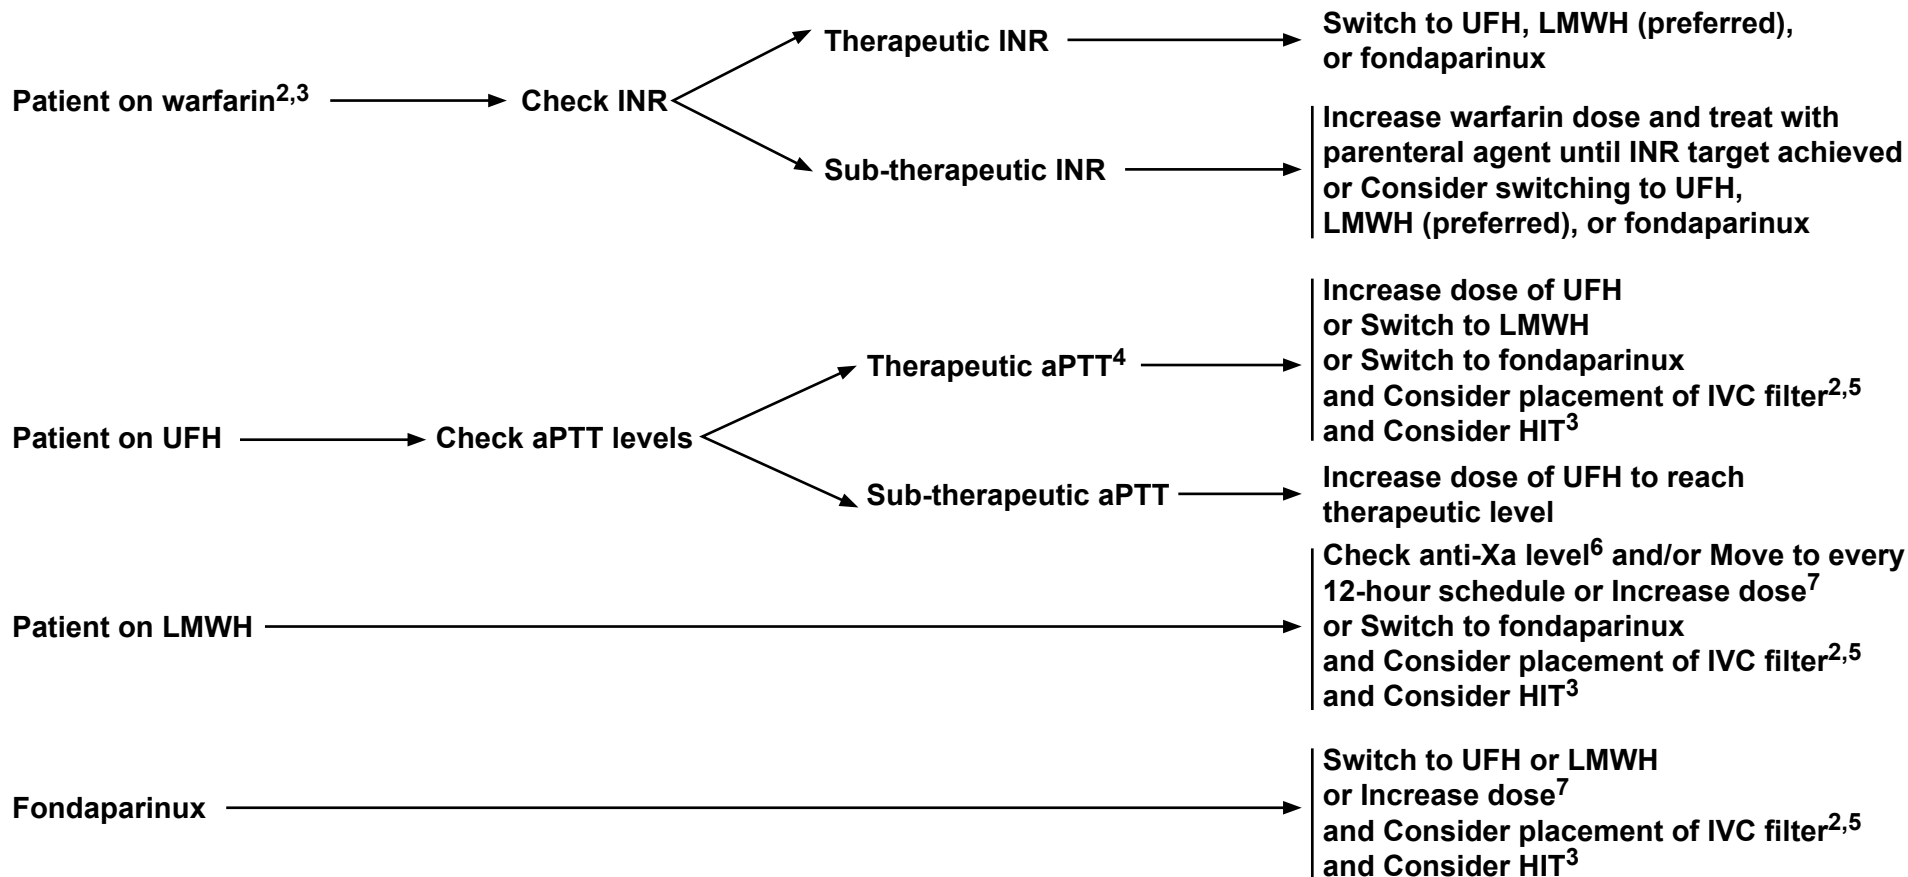 Patient on warfarin2,3
Check INR
Therapeutic INR
Switch to UFH, LMWH (preferred),
or fondaparinux
Sub-therapeutic INR
Increase warfarin dose and treat with
parenteral agent until INR target achieved
or Consider switching to UFH,
LMWH (preferred), or fondaparinux
Patient on UFH
Check aPTT levels
Therapeutic aPTT4
Increase dose of UFH
or Switch to LMWH
or Switch to fondaparinux
and Consider placement of IVC filter2,5
and Consider HIT3
Sub-therapeutic aPTT
Increase dose of UFH to reach
therapeutic level
Patient on LMWH
Check anti-Xa level6 and/or Move to every
12-hour schedule or Increase dose7
or Switch to fondaparinux
and Consider placement of IVC filter2,5
and Consider HIT3
Fondaparinux
Switch to UFH or LMWH
or Increase dose7
and Consider placement of IVC filter2,5
and Consider HIT3